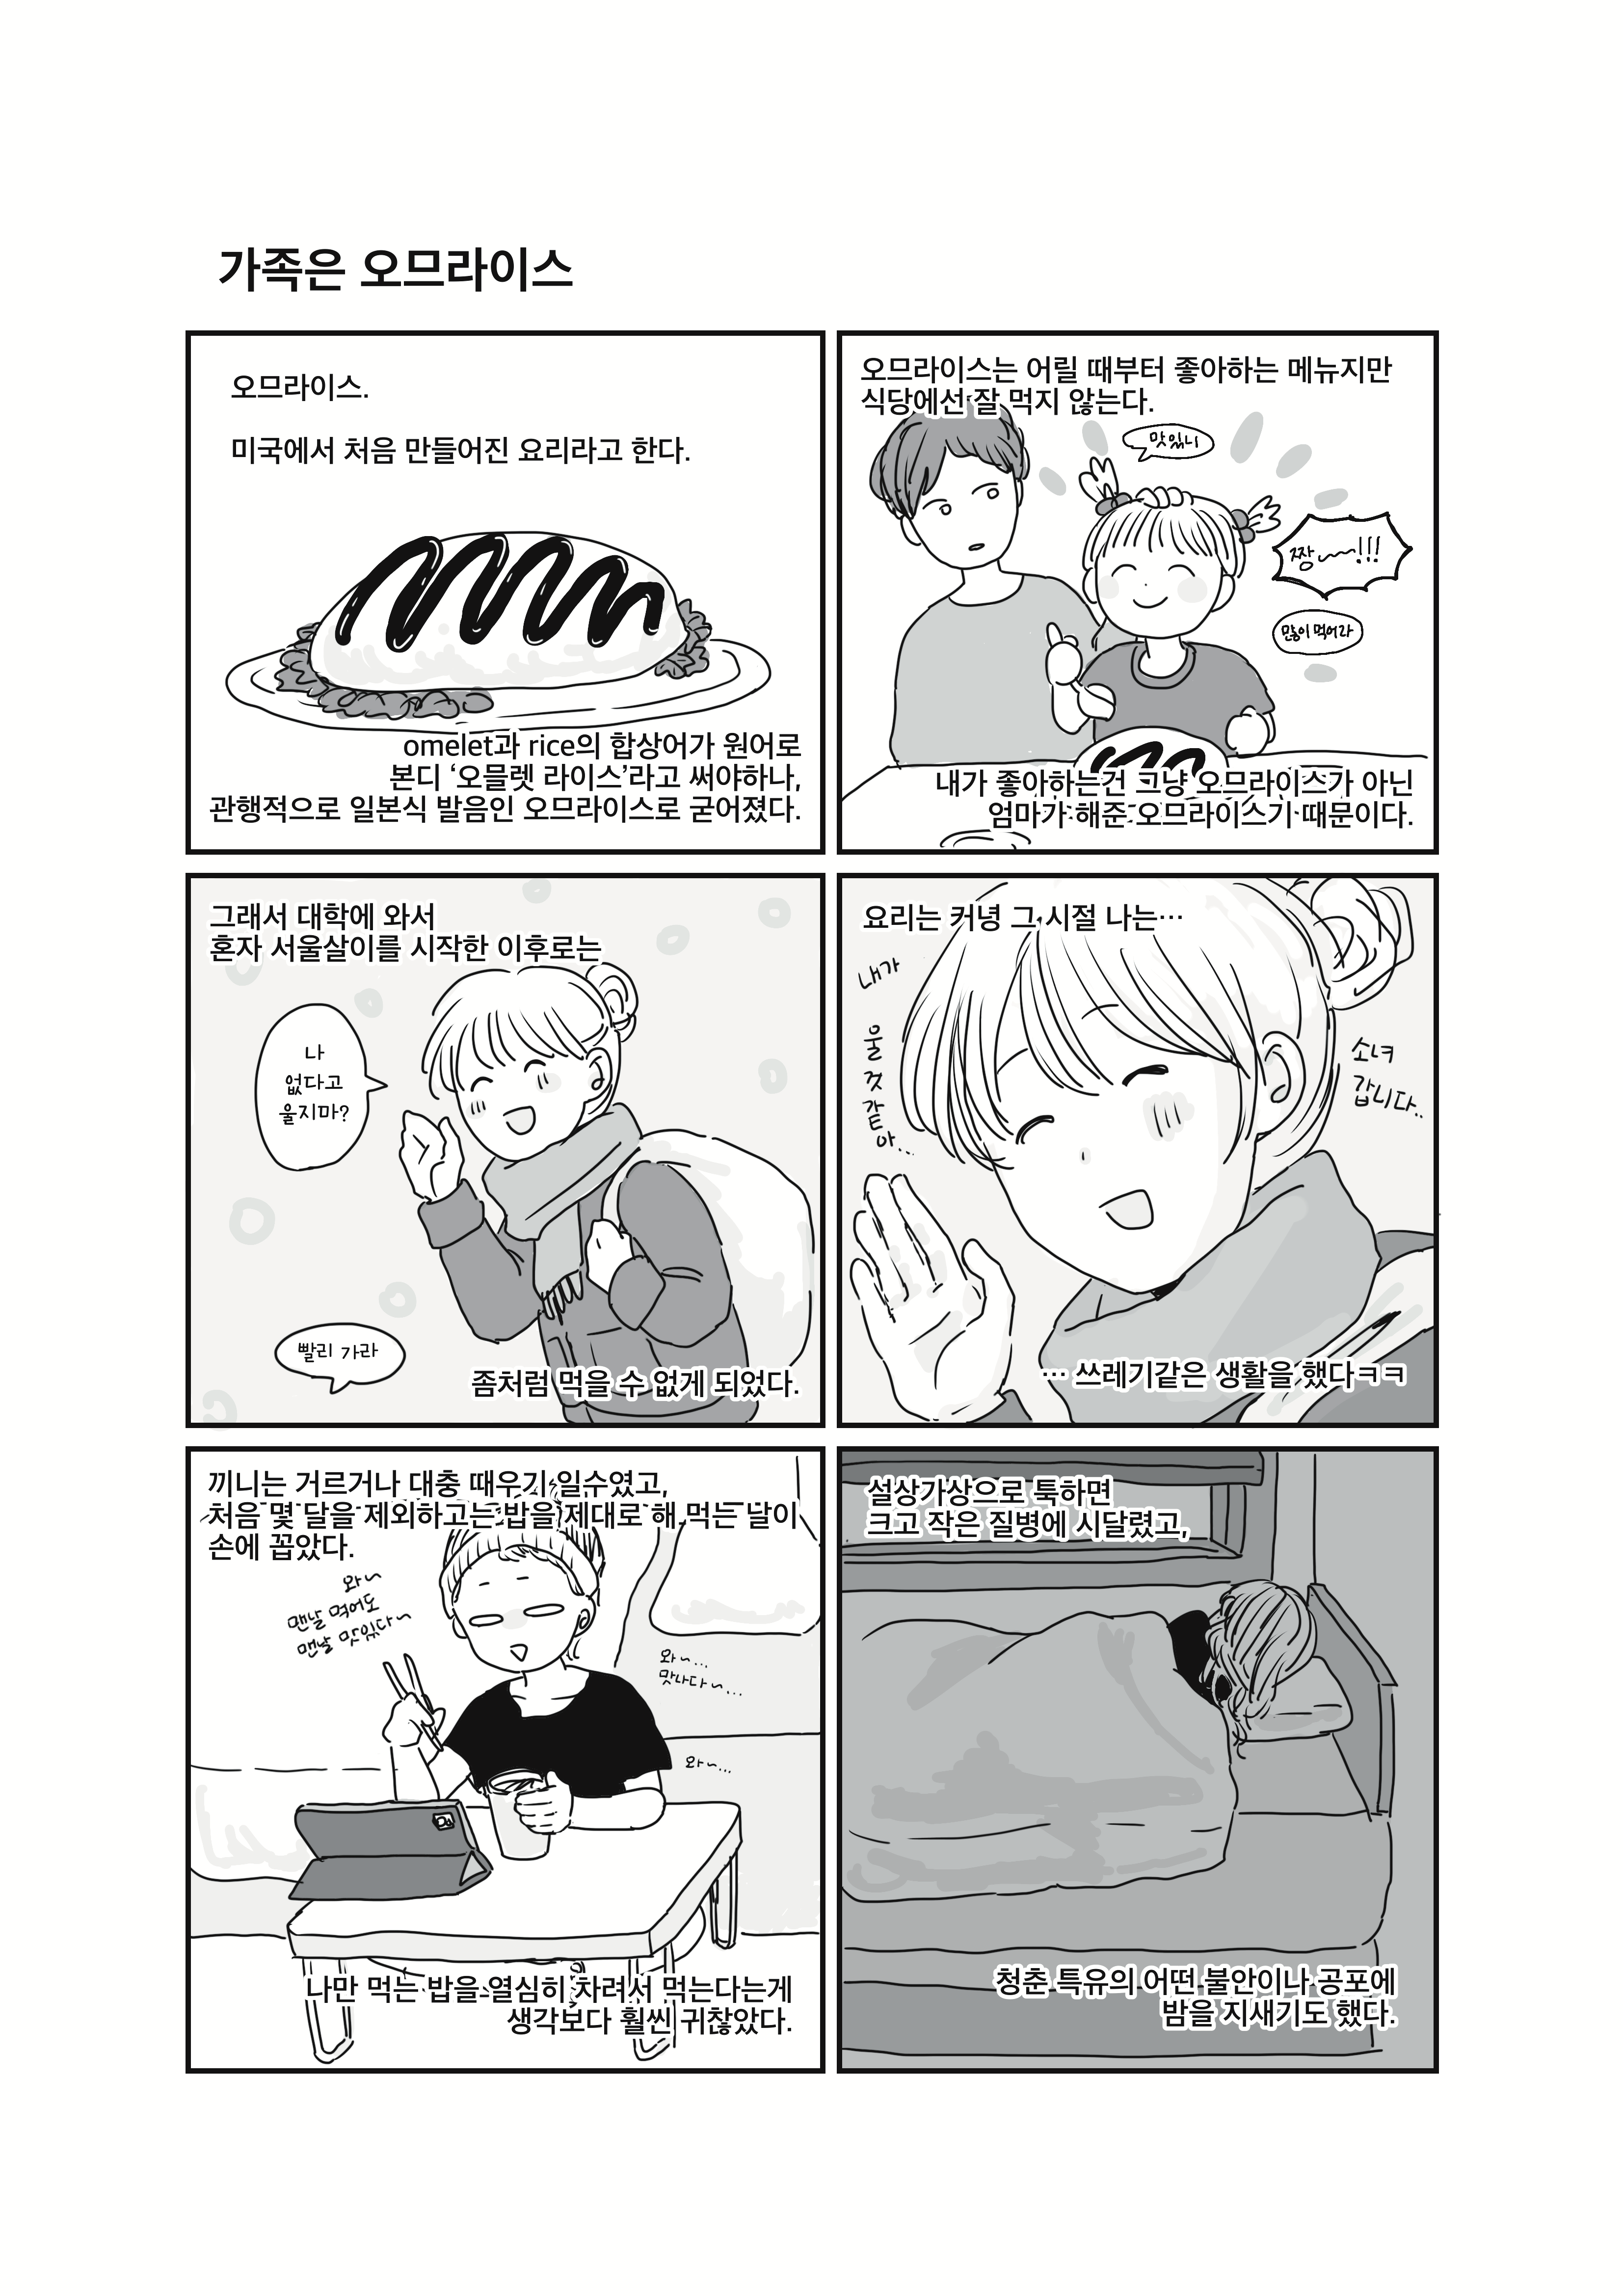 가족은 오므라이스
오므라이스.
미국에서 처음 만들어진 요리라고 한다.
omelet과 rice의 합상어가 원어로
본디 ‘오믈렛 라이스’라고 써야하나,
관행적으로 일본식 발음인 오므라이스로 굳어졌다.
오므라이스는 어릴 때부터 좋아하는 메뉴지만
식당에선 잘 먹지 않는다.
맛있니
짱~~!!!
많이 먹어라
내가 좋아하는건 그냥 오므라이스가 아닌
엄마가 해준 오므라이스기 때문이다.
그래서 대학에 와서
혼자 서울살이를 시작한 이후로는
나
없다고
울지마?
빨리 가라
좀처럼 먹을 수 없게 되었다.
요리는 커녕 그 시절 나는…
내가
울
것
같
아...
소녀
갑니다..
… 쓰레기같은 생활을 했다ㅋㅋ
끼니는 거르거나 대충 때우기 일수였고,
처음 몇 달을 제외하고는 밥을 제대로 해 먹는 달이
손에 꼽았다.
와~
맨날 먹어도
맨날 맛있다~
와~...
맛나다~...
와~...
나만 먹는 밥을 열심히 차려서 먹는다는게
생각보다 훨씬 귀찮았다.
설상가상으로 툭하면
크고 작은 질병에 시달렸고,
청춘 특유의 어떤 불안이나 공포에
밤을 지새기도 했다.